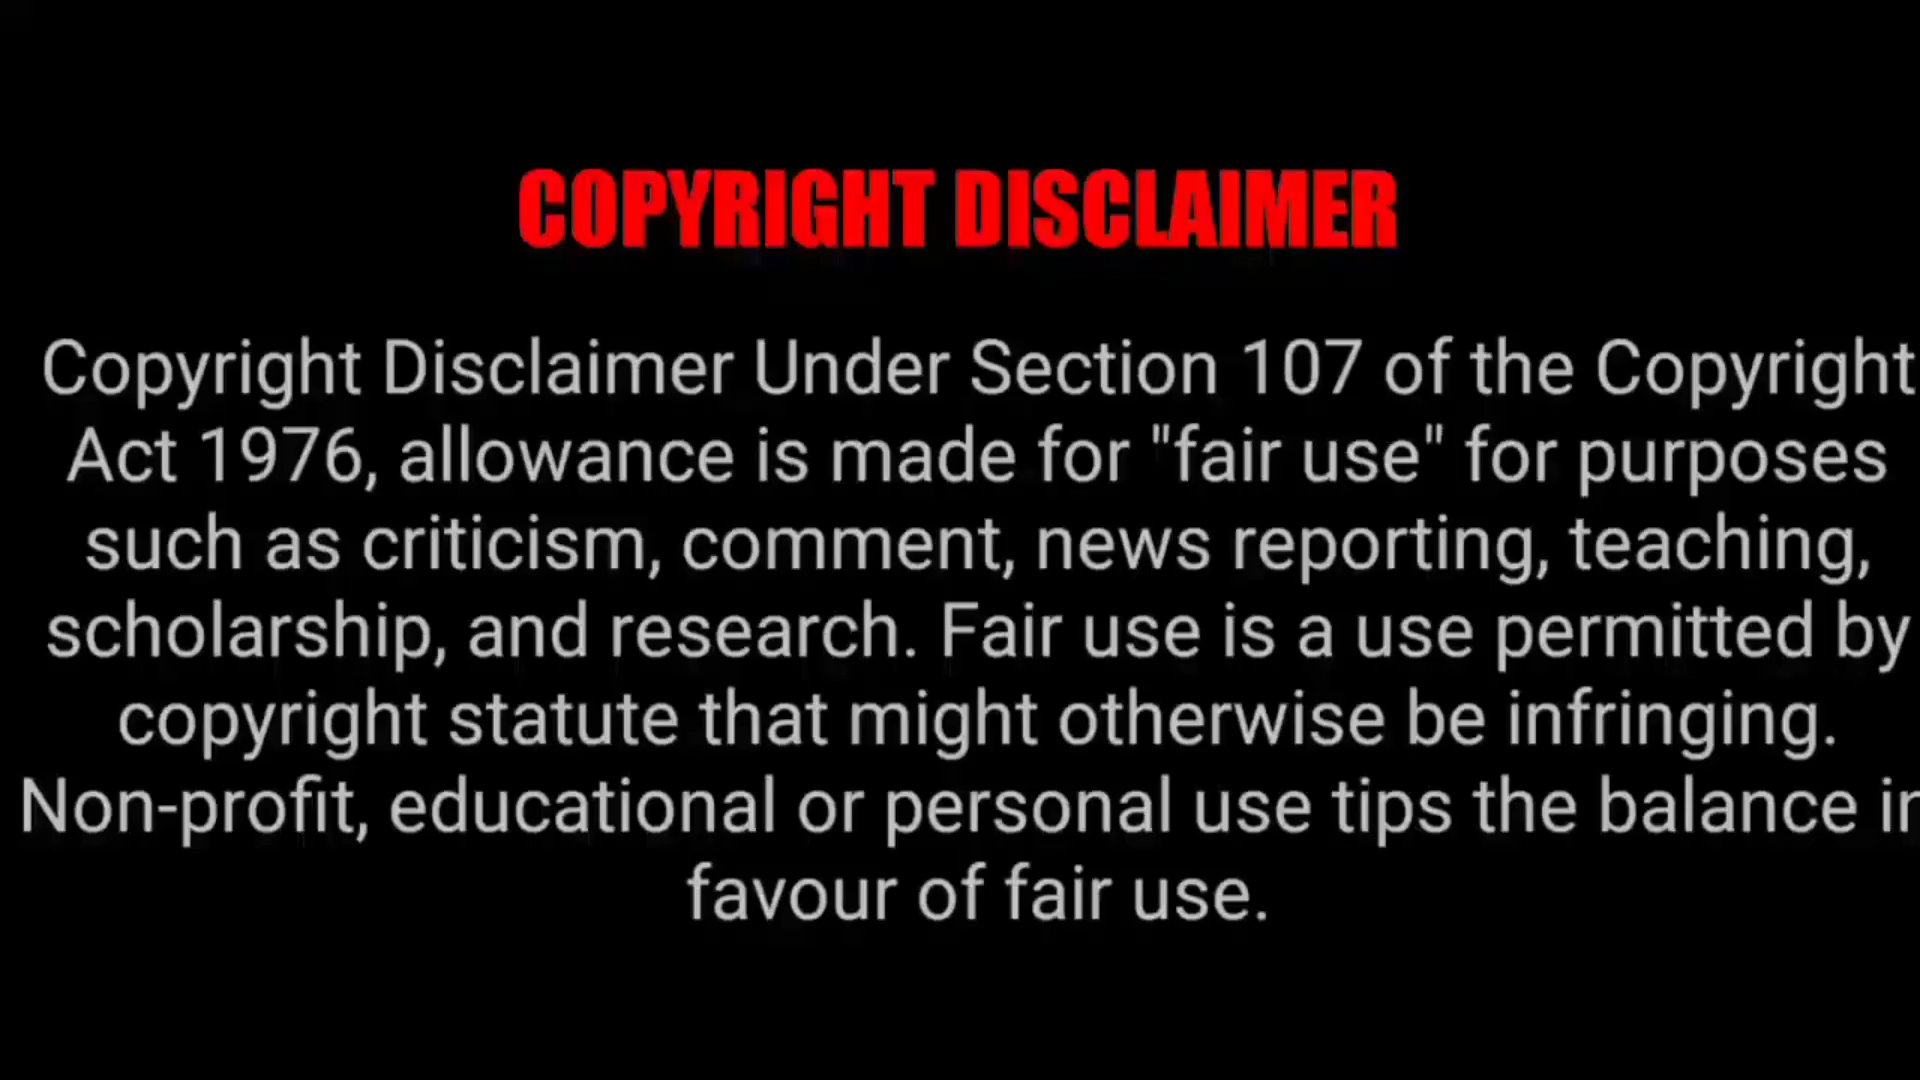 COPYRIGHT DISCLAIMER
Copyright Disclaimer Under Section 107 of the Copyright
Act 1976, allowance is made for "fair use" for purposes
such as criticism, comment, news reporting, teaching,
scholarship, and research. Fair use is a use permitted by
copyright statute that might otherwise be infringing.
Non-profit, educational or personal use tips the balance in
favour of fair use.